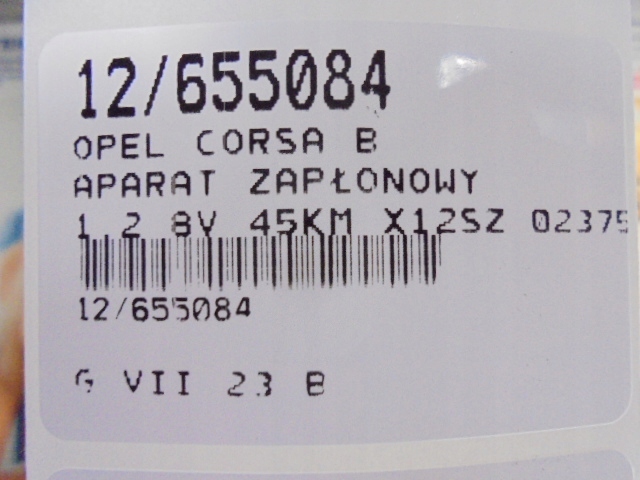 12/655084
OPEL CORSA B
APARAT ZAPŁONOWY
1.2 8V 45KM X12SZ 02375
12/655084
G VII 23 B